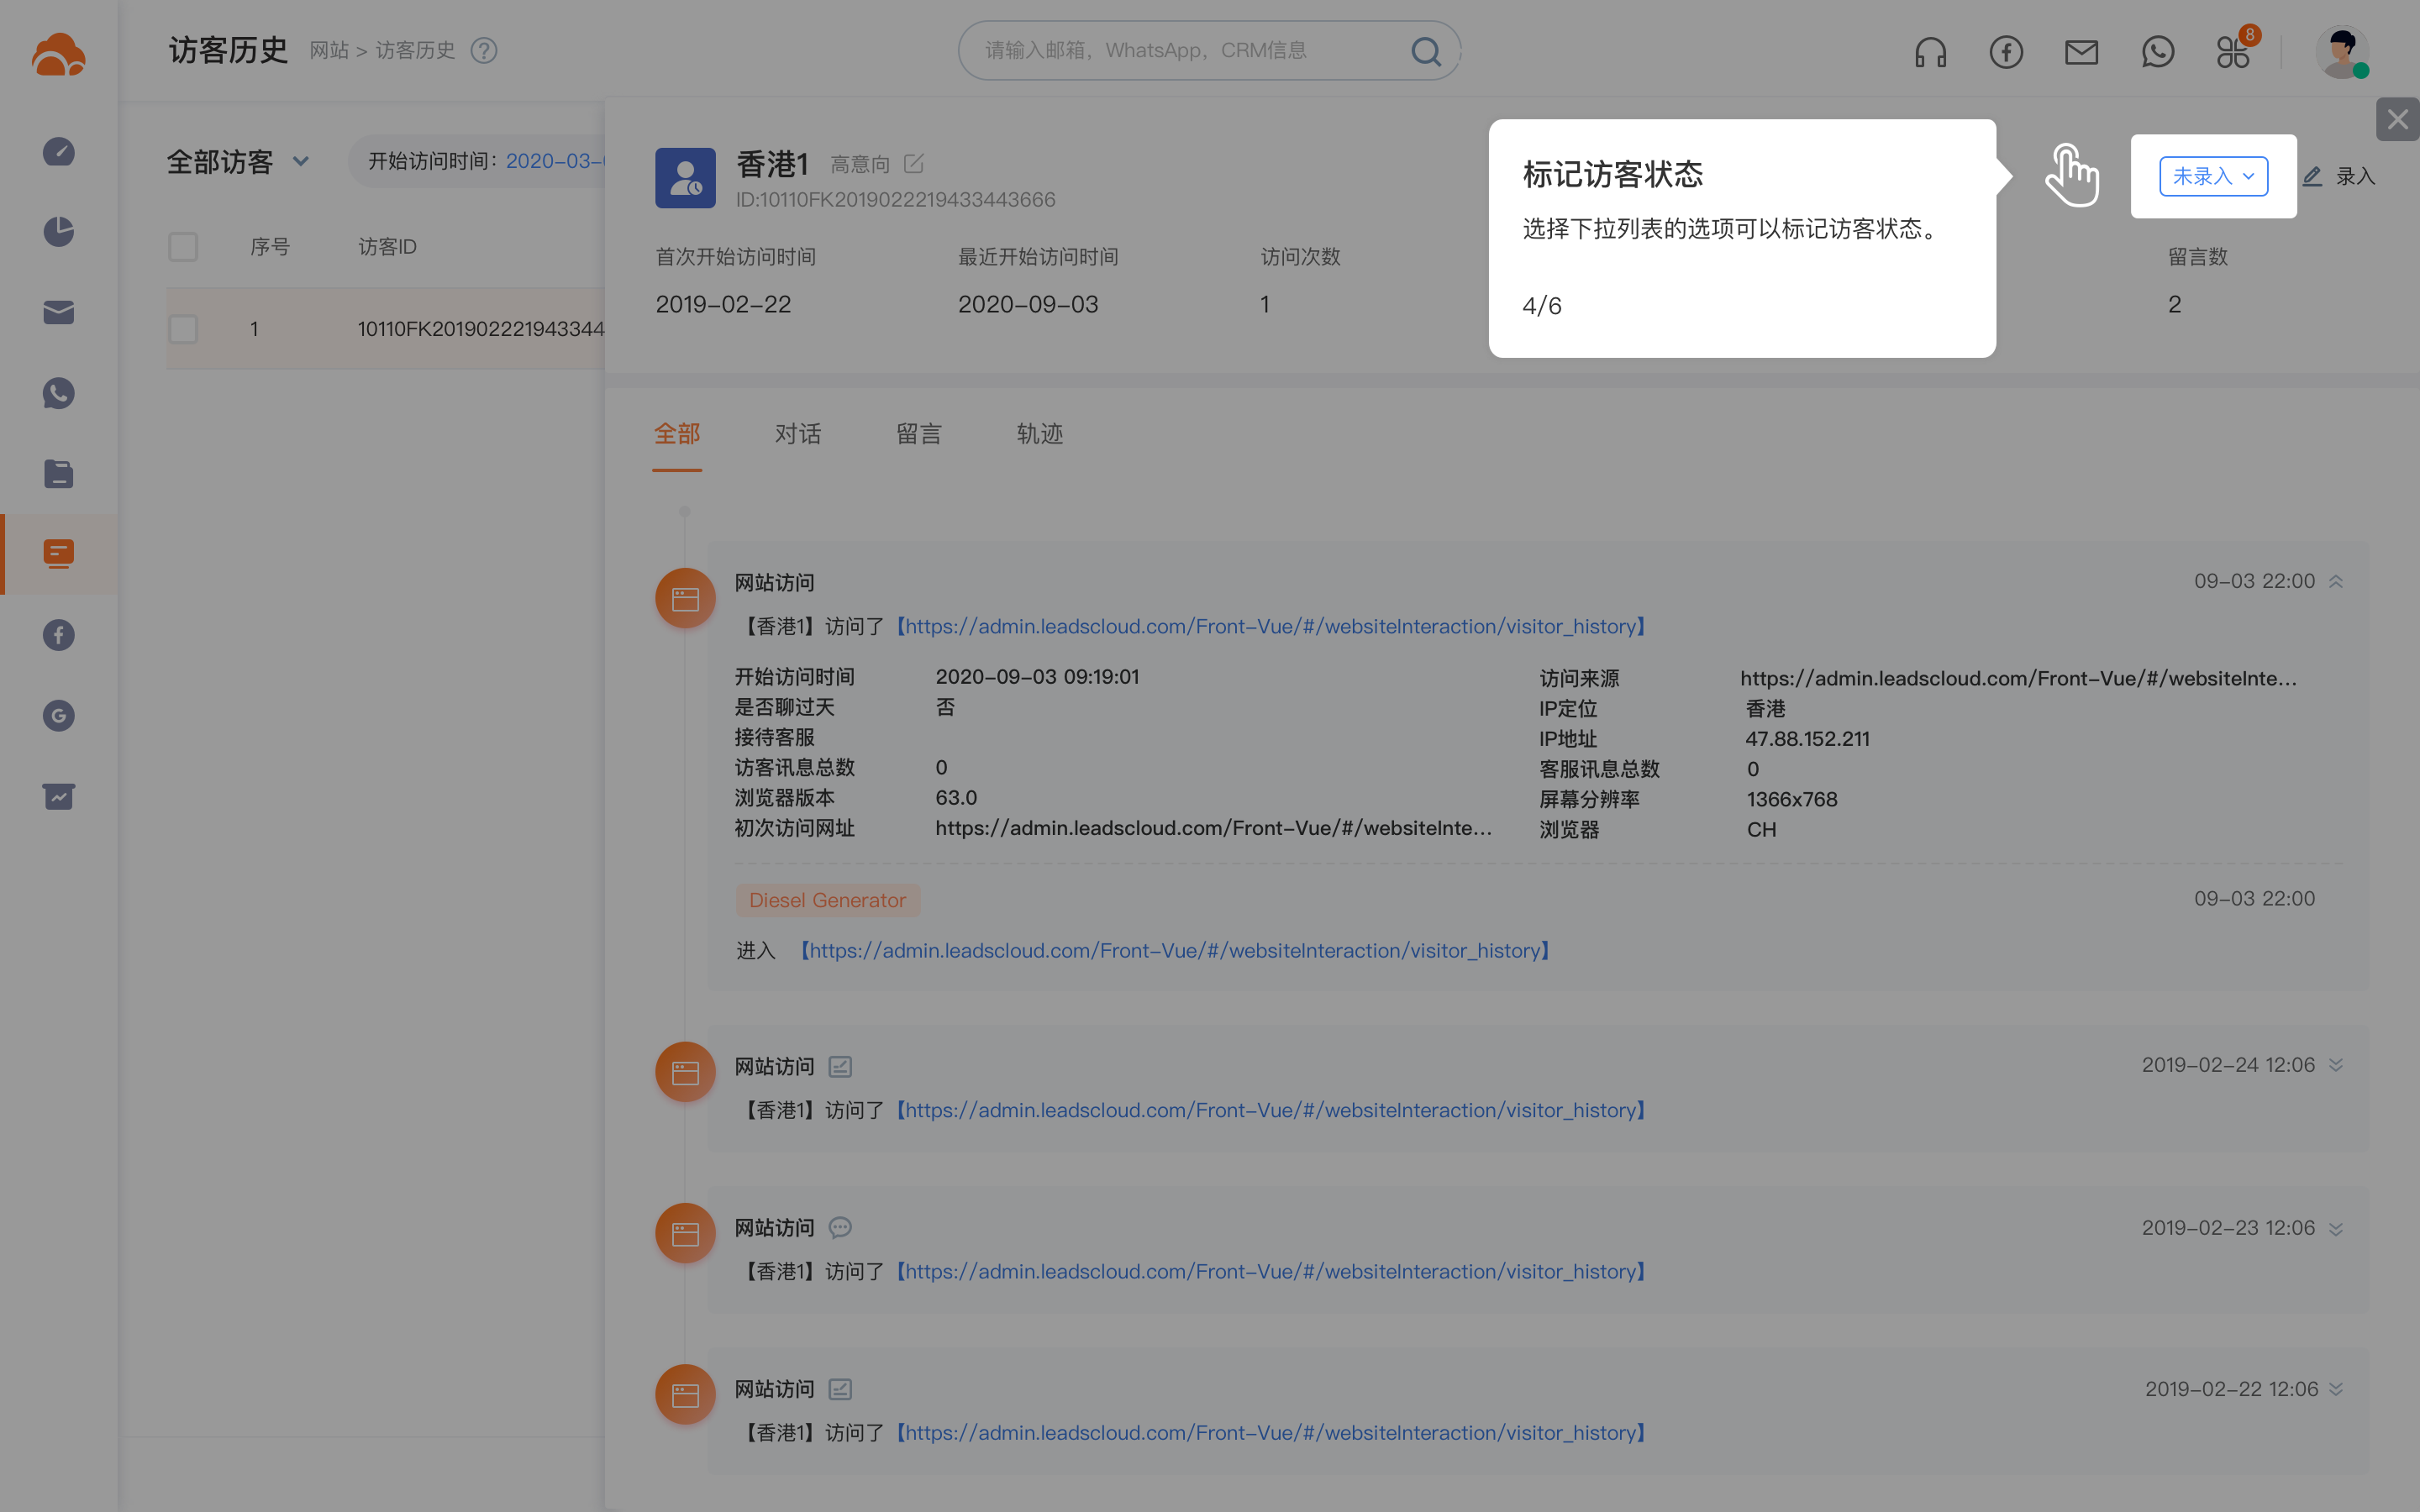 访客历史 网站 > 访客历史 ?
请输入邮箱，WhatsApp，CRM信息
8
全部访客 开始访问时间：2020-03-
序号 访客ID
1 10110FK201902221943344
香港1 高意向
ID:10110FK2019022219433443666
首次开始访问时间 最近开始访问时间 访问次数 留言数
2019-02-22 2020-09-03 1 2
标记访客状态
选择下拉列表的选项可以标记访客状态。
4/6
未录入 录入
全部 对话 留言 轨迹
网站访问 09-03 22:00
【香港1】访问了【https://admin.leadscloud.com/Front-Vue/#/websiteInteraction/visitor_history】
开始访问时间 2020-09-03 09:19:01 访问来源 https://admin.leadscloud.com/Front-Vue/#/websiteInte...
是否聊过天 否 IP定位 香港
接待客服 IP地址 47.88.152.211
访客讯息总数 0 客服讯息总数 0
浏览器版本 63.0 屏幕分辨率 1366x768
初次访问网址 https://admin.leadscloud.com/Front-Vue/#/websiteInte... 浏览器 CH
Diesel Generator 09-03 22:00
进入 【https://admin.leadscloud.com/Front-Vue/#/websiteInteraction/visitor_history】
网站访问 2019-02-24 12:06
【香港1】访问了【https://admin.leadscloud.com/Front-Vue/#/websiteInteraction/visitor_history】
网站访问 2019-02-23 12:06
【香港1】访问了【https://admin.leadscloud.com/Front-Vue/#/websiteInteraction/visitor_history】
网站访问 2019-02-22 12:06
【香港1】访问了【https://admin.leadscloud.com/Front-Vue/#/websiteInteraction/visitor_history】